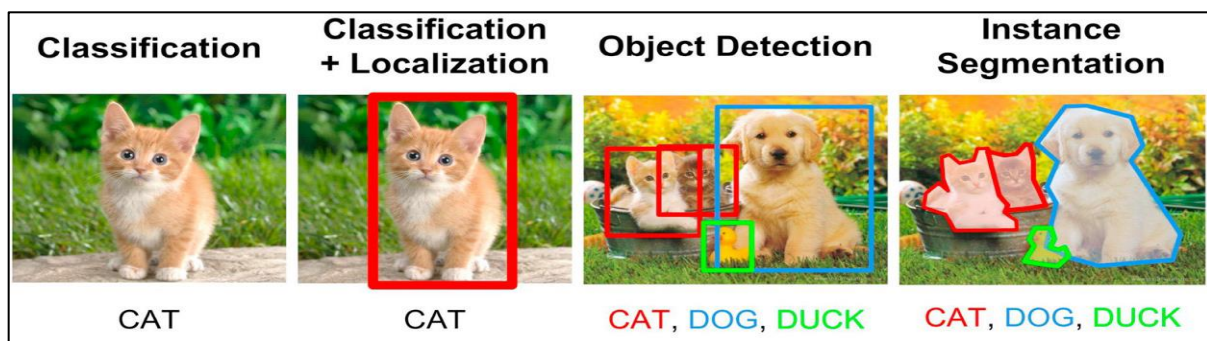 Classification
Classification
+ Localization
Object Detection
Instance
Segmentation
CAT
CAT
CAT, DOG, DUCK
CAT, DOG, DUCK